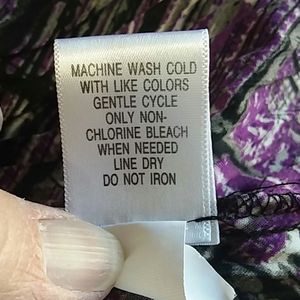 MACHINE WASH COLD
WITH LIKE COLORS
GENTLE CYCLE
ONLY NON-
CHLORINE BLEACH
WHEN NEEDED
LINE DRY
DO NOT IRON